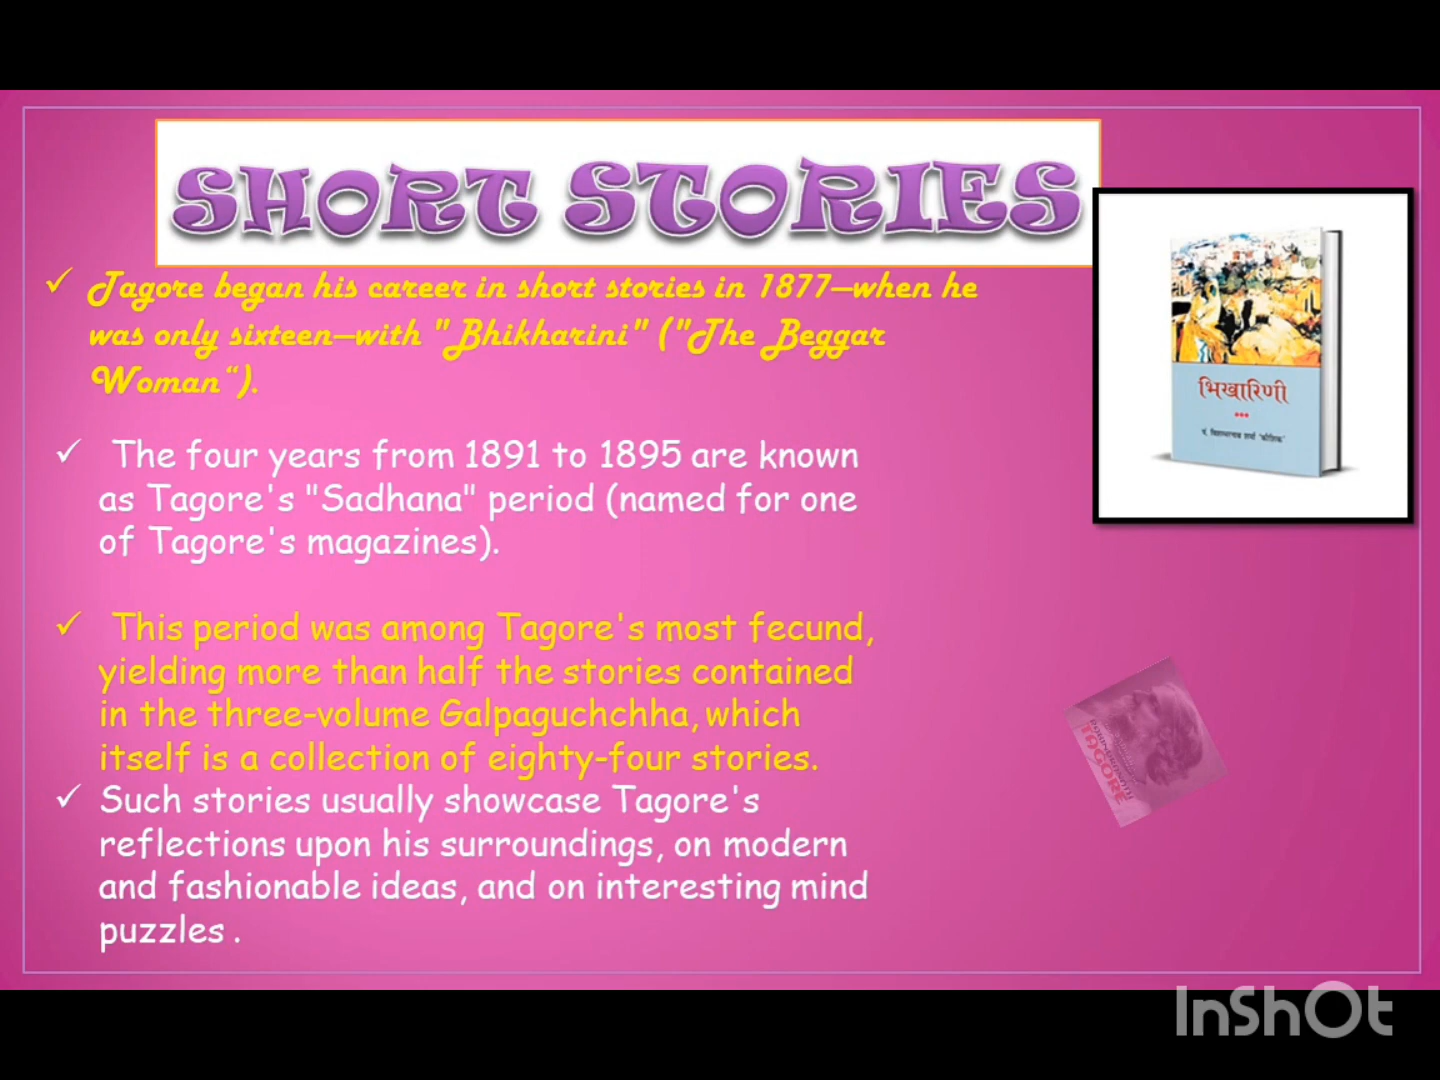 SHORT STORIES
✓ Tagore began his career in short stories in 1877—when he
was only sixteen—with "Bhikharini" ("The Beggar
Woman“).
✓ The four years from 1891 to 1895 are known
as Tagore's "Sadhana" period (named for one
of Tagore's magazines).
✓ This period was among Tagore's most fecund,
yielding more than half the stories contained
in the three-volume Galpaguchchha, which
itself is a collection of eighty-four stories.
✓ Such stories usually showcase Tagore's
reflections upon his surroundings, on modern
and fashionable ideas, and on interesting mind
puzzles .
भिखारिणी
पं. विश्वम्भरनाथ शर्मा 'कौशिक'
TAGORE
InShOt